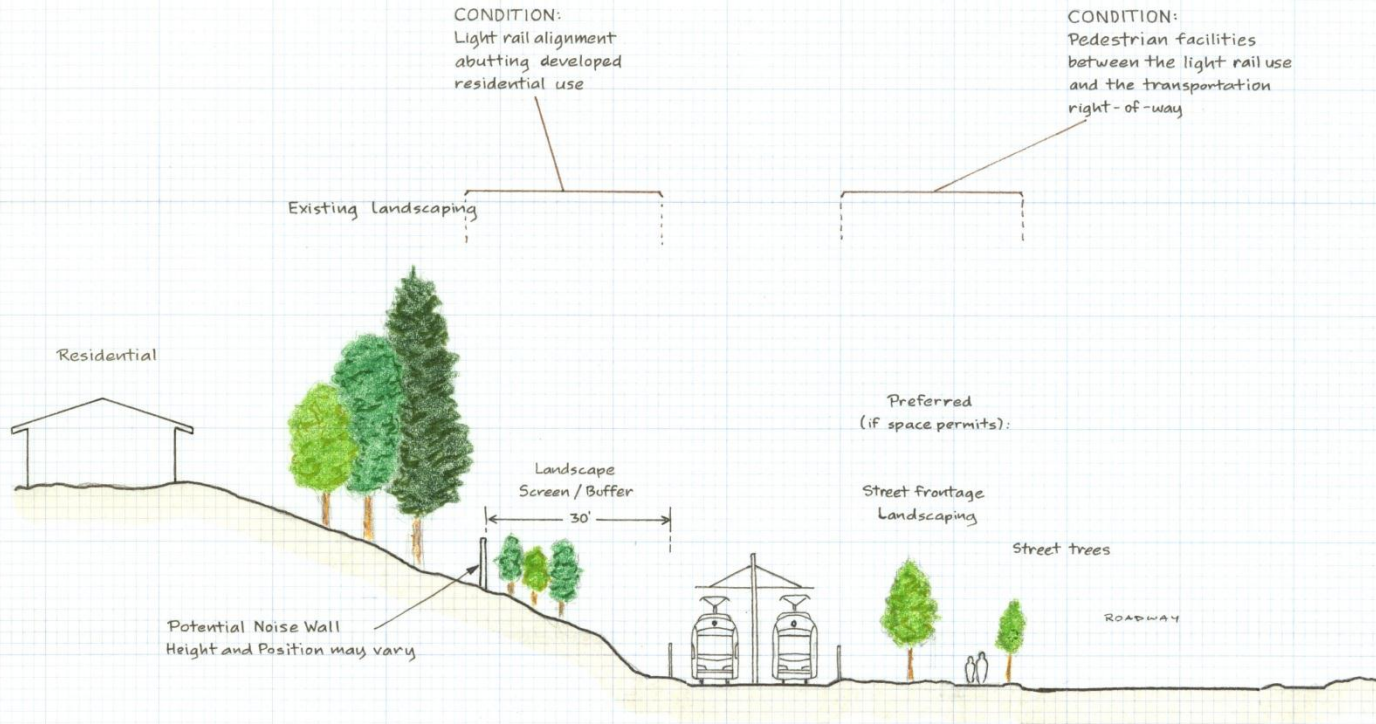 CONDITION:
Light rail alignment
abutting developed
residential use
CONDITION:
Pedestrian facilities
between the light rail use
and the transportation
right-of-way
Existing landscaping
Residential
Preferred
(if space permits):
Landscape
Screen / Buffer
30'
Street frontage
Landscaping
Street trees
ROADWAY
Potential Noise Wall
Height and Position may vary